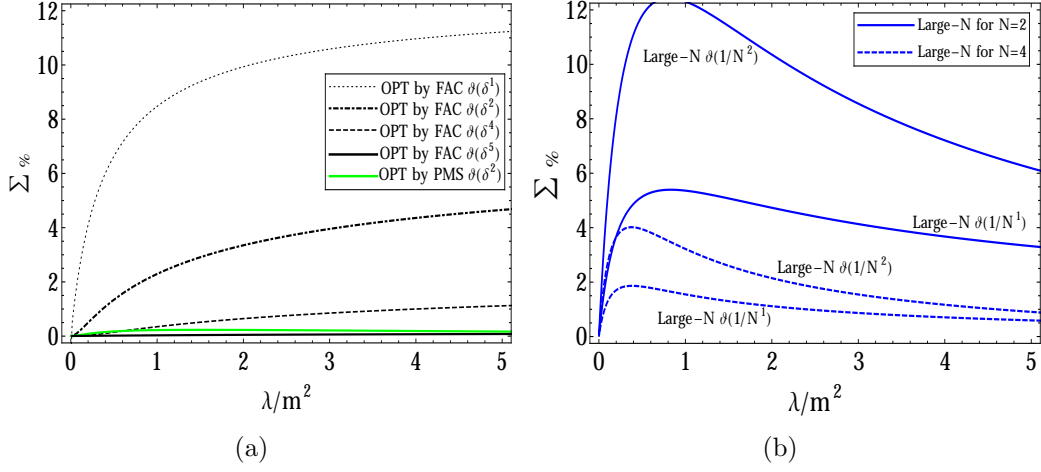 12
10
8
6
4
2
0
Σ %
OPT by FAC ϑ(δ¹)
OPT by FAC ϑ(δ²)
OPT by FAC ϑ(δ⁴)
OPT by FAC ϑ(δ⁵)
OPT by PMS ϑ(δ²)
0 1 2 3 4 5
λ/m²
(a)
12
10
8
6
4
2
0
Σ %
Large-N for N=2
Large-N for N=4
Large-N ϑ(1/N²)
Large-N ϑ(1/N¹)
Large-N ϑ(1/N²)
Large-N ϑ(1/N¹)
0 1 2 3 4 5
λ/m²
(b)